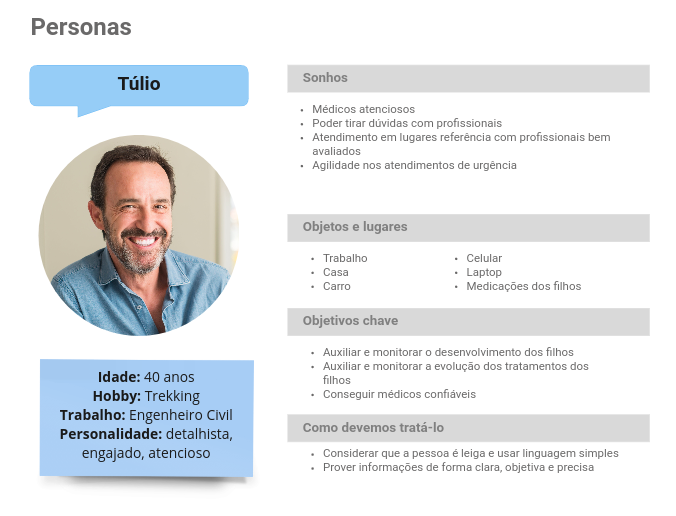 Personas
Túlio
Idade: 40 anos
Hobby: Trekking
Trabalho: Engenheiro Civil
Personalidade: detalhista,
engajado, atencioso
Sonhos
• Médicos atenciosos
• Poder tirar dúvidas com profissionais
• Atendimento em lugares referência com profissionais bem
avaliados
• Agilidade nos atendimentos de urgência
Objetos e lugares
• Trabalho
• Casa
• Carro
• Celular
• Laptop
• Medicações dos filhos
Objetivos chave
• Auxiliar e monitorar o desenvolvimento dos filhos
• Auxiliar e monitorar a evolução dos tratamentos dos
filhos
• Conseguir médicos confiáveis
Como devemos tratá-lo
• Considerar que a pessoa é leiga e usar linguagem simples
• Prover informações de forma clara, objetiva e precisa